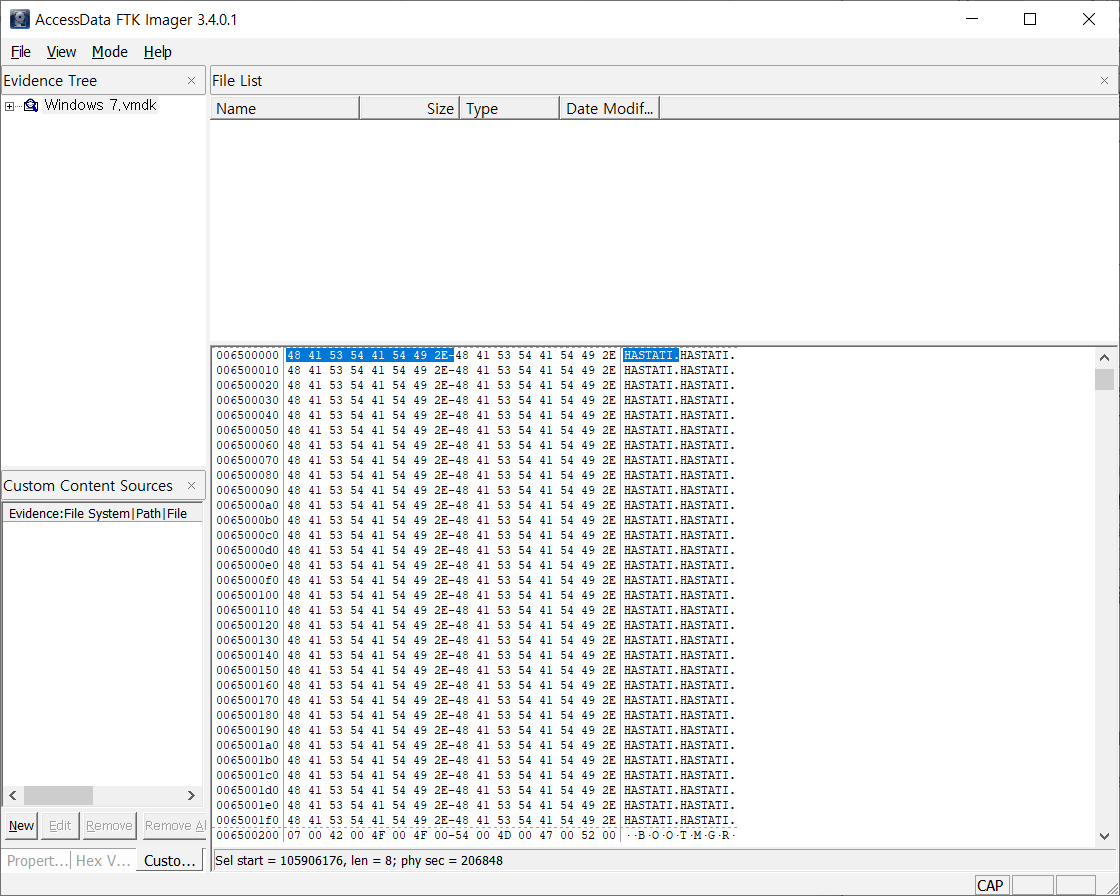 AccessData FTK Imager 3.4.0.1
File View Mode Help
Evidence Tree
Windows 7.vmdk
File List
Name Size Type Date Modif...
Custom Content Sources
Evidence:File System|Path|File
New Edit Remove Remove Al
Propert... Hex V... Custo...
006500000 48 41 53 54 41 54 49 2E-48 41 53 54 41 54 49 2E HASTATI.HASTATI.
006500010 48 41 53 54 41 54 49 2E-48 41 53 54 41 54 49 2E HASTATI.HASTATI.
006500020 48 41 53 54 41 54 49 2E-48 41 53 54 41 54 49 2E HASTATI.HASTATI.
006500030 48 41 53 54 41 54 49 2E-48 41 53 54 41 54 49 2E HASTATI.HASTATI.
006500040 48 41 53 54 41 54 49 2E-48 41 53 54 41 54 49 2E HASTATI.HASTATI.
006500050 48 41 53 54 41 54 49 2E-48 41 53 54 41 54 49 2E HASTATI.HASTATI.
006500060 48 41 53 54 41 54 49 2E-48 41 53 54 41 54 49 2E HASTATI.HASTATI.
006500070 48 41 53 54 41 54 49 2E-48 41 53 54 41 54 49 2E HASTATI.HASTATI.
006500080 48 41 53 54 41 54 49 2E-48 41 53 54 41 54 49 2E HASTATI.HASTATI.
006500090 48 41 53 54 41 54 49 2E-48 41 53 54 41 54 49 2E HASTATI.HASTATI.
0065000a0 48 41 53 54 41 54 49 2E-48 41 53 54 41 54 49 2E HASTATI.HASTATI.
0065000b0 48 41 53 54 41 54 49 2E-48 41 53 54 41 54 49 2E HASTATI.HASTATI.
0065000c0 48 41 53 54 41 54 49 2E-48 41 53 54 41 54 49 2E HASTATI.HASTATI.
0065000d0 48 41 53 54 41 54 49 2E-48 41 53 54 41 54 49 2E HASTATI.HASTATI.
0065000e0 48 41 53 54 41 54 49 2E-48 41 53 54 41 54 49 2E HASTATI.HASTATI.
0065000f0 48 41 53 54 41 54 49 2E-48 41 53 54 41 54 49 2E HASTATI.HASTATI.
006500100 48 41 53 54 41 54 49 2E-48 41 53 54 41 54 49 2E HASTATI.HASTATI.
006500110 48 41 53 54 41 54 49 2E-48 41 53 54 41 54 49 2E HASTATI.HASTATI.
006500120 48 41 53 54 41 54 49 2E-48 41 53 54 41 54 49 2E HASTATI.HASTATI.
006500130 48 41 53 54 41 54 49 2E-48 41 53 54 41 54 49 2E HASTATI.HASTATI.
006500140 48 41 53 54 41 54 49 2E-48 41 53 54 41 54 49 2E HASTATI.HASTATI.
006500150 48 41 53 54 41 54 49 2E-48 41 53 54 41 54 49 2E HASTATI.HASTATI.
006500160 48 41 53 54 41 54 49 2E-48 41 53 54 41 54 49 2E HASTATI.HASTATI.
006500170 48 41 53 54 41 54 49 2E-48 41 53 54 41 54 49 2E HASTATI.HASTATI.
006500180 48 41 53 54 41 54 49 2E-48 41 53 54 41 54 49 2E HASTATI.HASTATI.
006500190 48 41 53 54 41 54 49 2E-48 41 53 54 41 54 49 2E HASTATI.HASTATI.
0065001a0 48 41 53 54 41 54 49 2E-48 41 53 54 41 54 49 2E HASTATI.HASTATI.
0065001b0 48 41 53 54 41 54 49 2E-48 41 53 54 41 54 49 2E HASTATI.HASTATI.
0065001c0 48 41 53 54 41 54 49 2E-48 41 53 54 41 54 49 2E HASTATI.HASTATI.
0065001d0 48 41 53 54 41 54 49 2E-48 41 53 54 41 54 49 2E HASTATI.HASTATI.
0065001e0 48 41 53 54 41 54 49 2E-48 41 53 54 41 54 49 2E HASTATI.HASTATI.
0065001f0 48 41 53 54 41 54 49 2E-48 41 53 54 41 54 49 2E HASTATI.HASTATI.
006500200 07 00 42 00 4F 00 4F 00-54 00 4D 00 47 00 52 00 ··B·O·O·T·M·G·R·
Sel start = 105906176, len = 8; phy sec = 206848
CAP